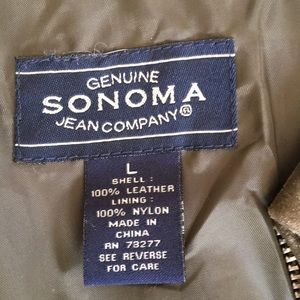 GENUINE
SONOMA
JEAN COMPANY®
L
SHELL:
100% LEATHER
LINING:
100% NYLON
MADE IN
CHINA
RN 73277
SEE REVERSE
FOR CARE